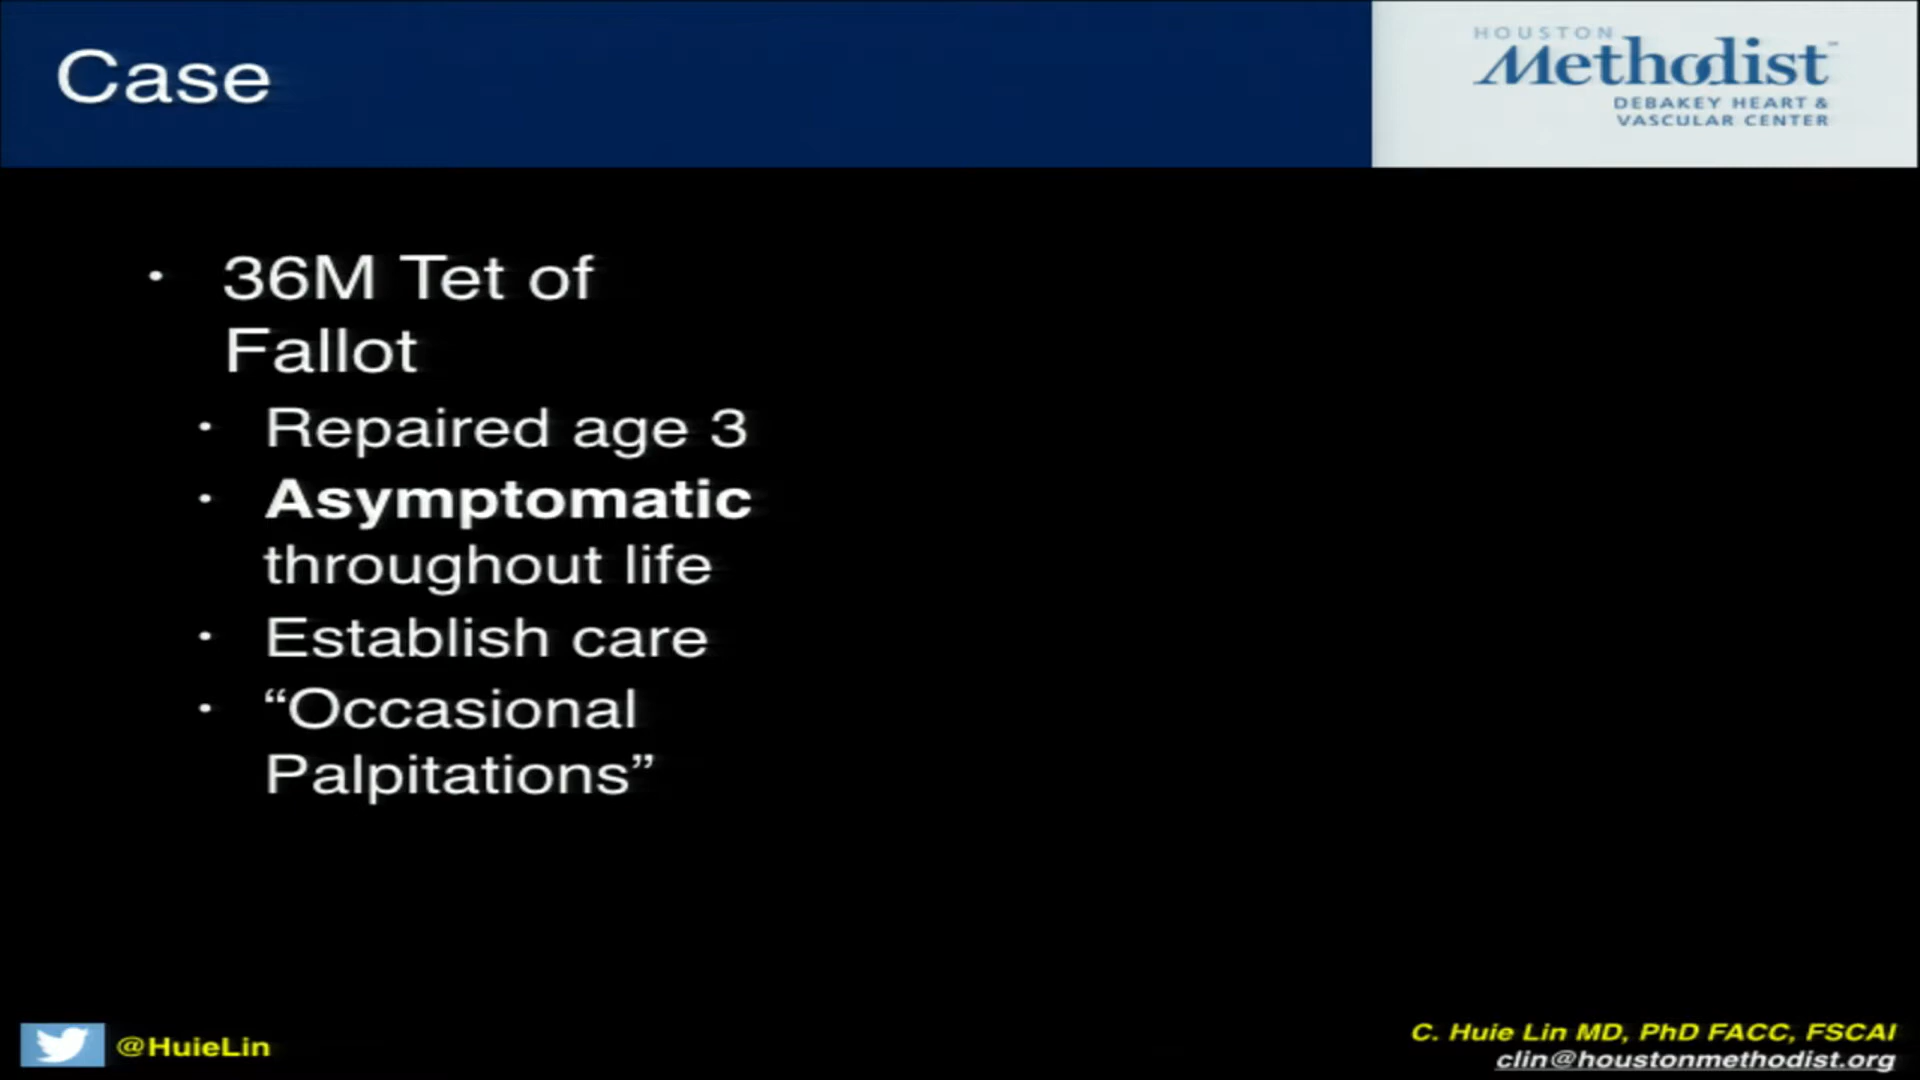 Case
HOUSTON
Methodist
DEBAKEY HEART &
VASCULAR CENTER
• 36M Tet of
Fallot
• Repaired age 3
• Asymptomatic
throughout life
• Establish care
• “Occasional
Palpitations”
@HuieLin
C. Huie Lin MD, PhD FACC, FSCAI
clin@houstonmethodist.org